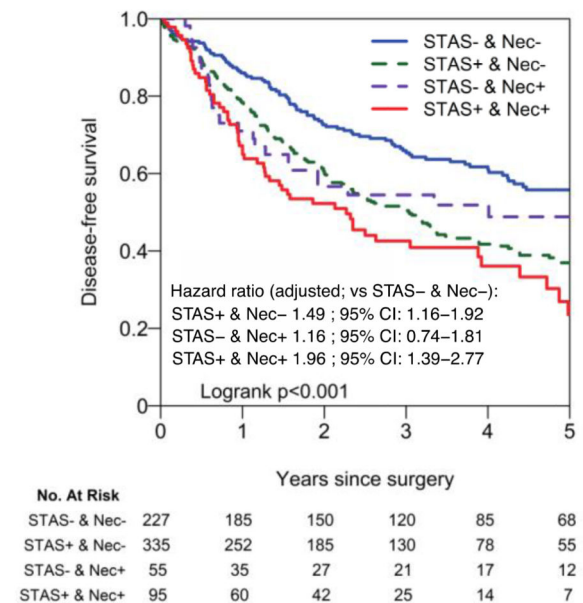 1.0
0.8
0.6
0.4
0.2
0
Disease-free survival
STAS- & Nec-
STAS+ & Nec-
STAS- & Nec+
STAS+ & Nec+
Hazard ratio (adjusted; vs STAS− & Nec−):
STAS+ & Nec− 1.49 ; 95% CI: 1.16–1.92
STAS− & Nec+ 1.16 ; 95% CI: 0.74–1.81
STAS+ & Nec+ 1.96 ; 95% CI: 1.39–2.77
Logrank p<0.001
0 1 2 3 4 5
Years since surgery
No. At Risk
STAS- & Nec- 227 185 150 120 85 68
STAS+ & Nec- 335 252 185 130 78 55
STAS- & Nec+ 55 35 27 21 17 12
STAS+ & Nec+ 95 60 42 25 14 7